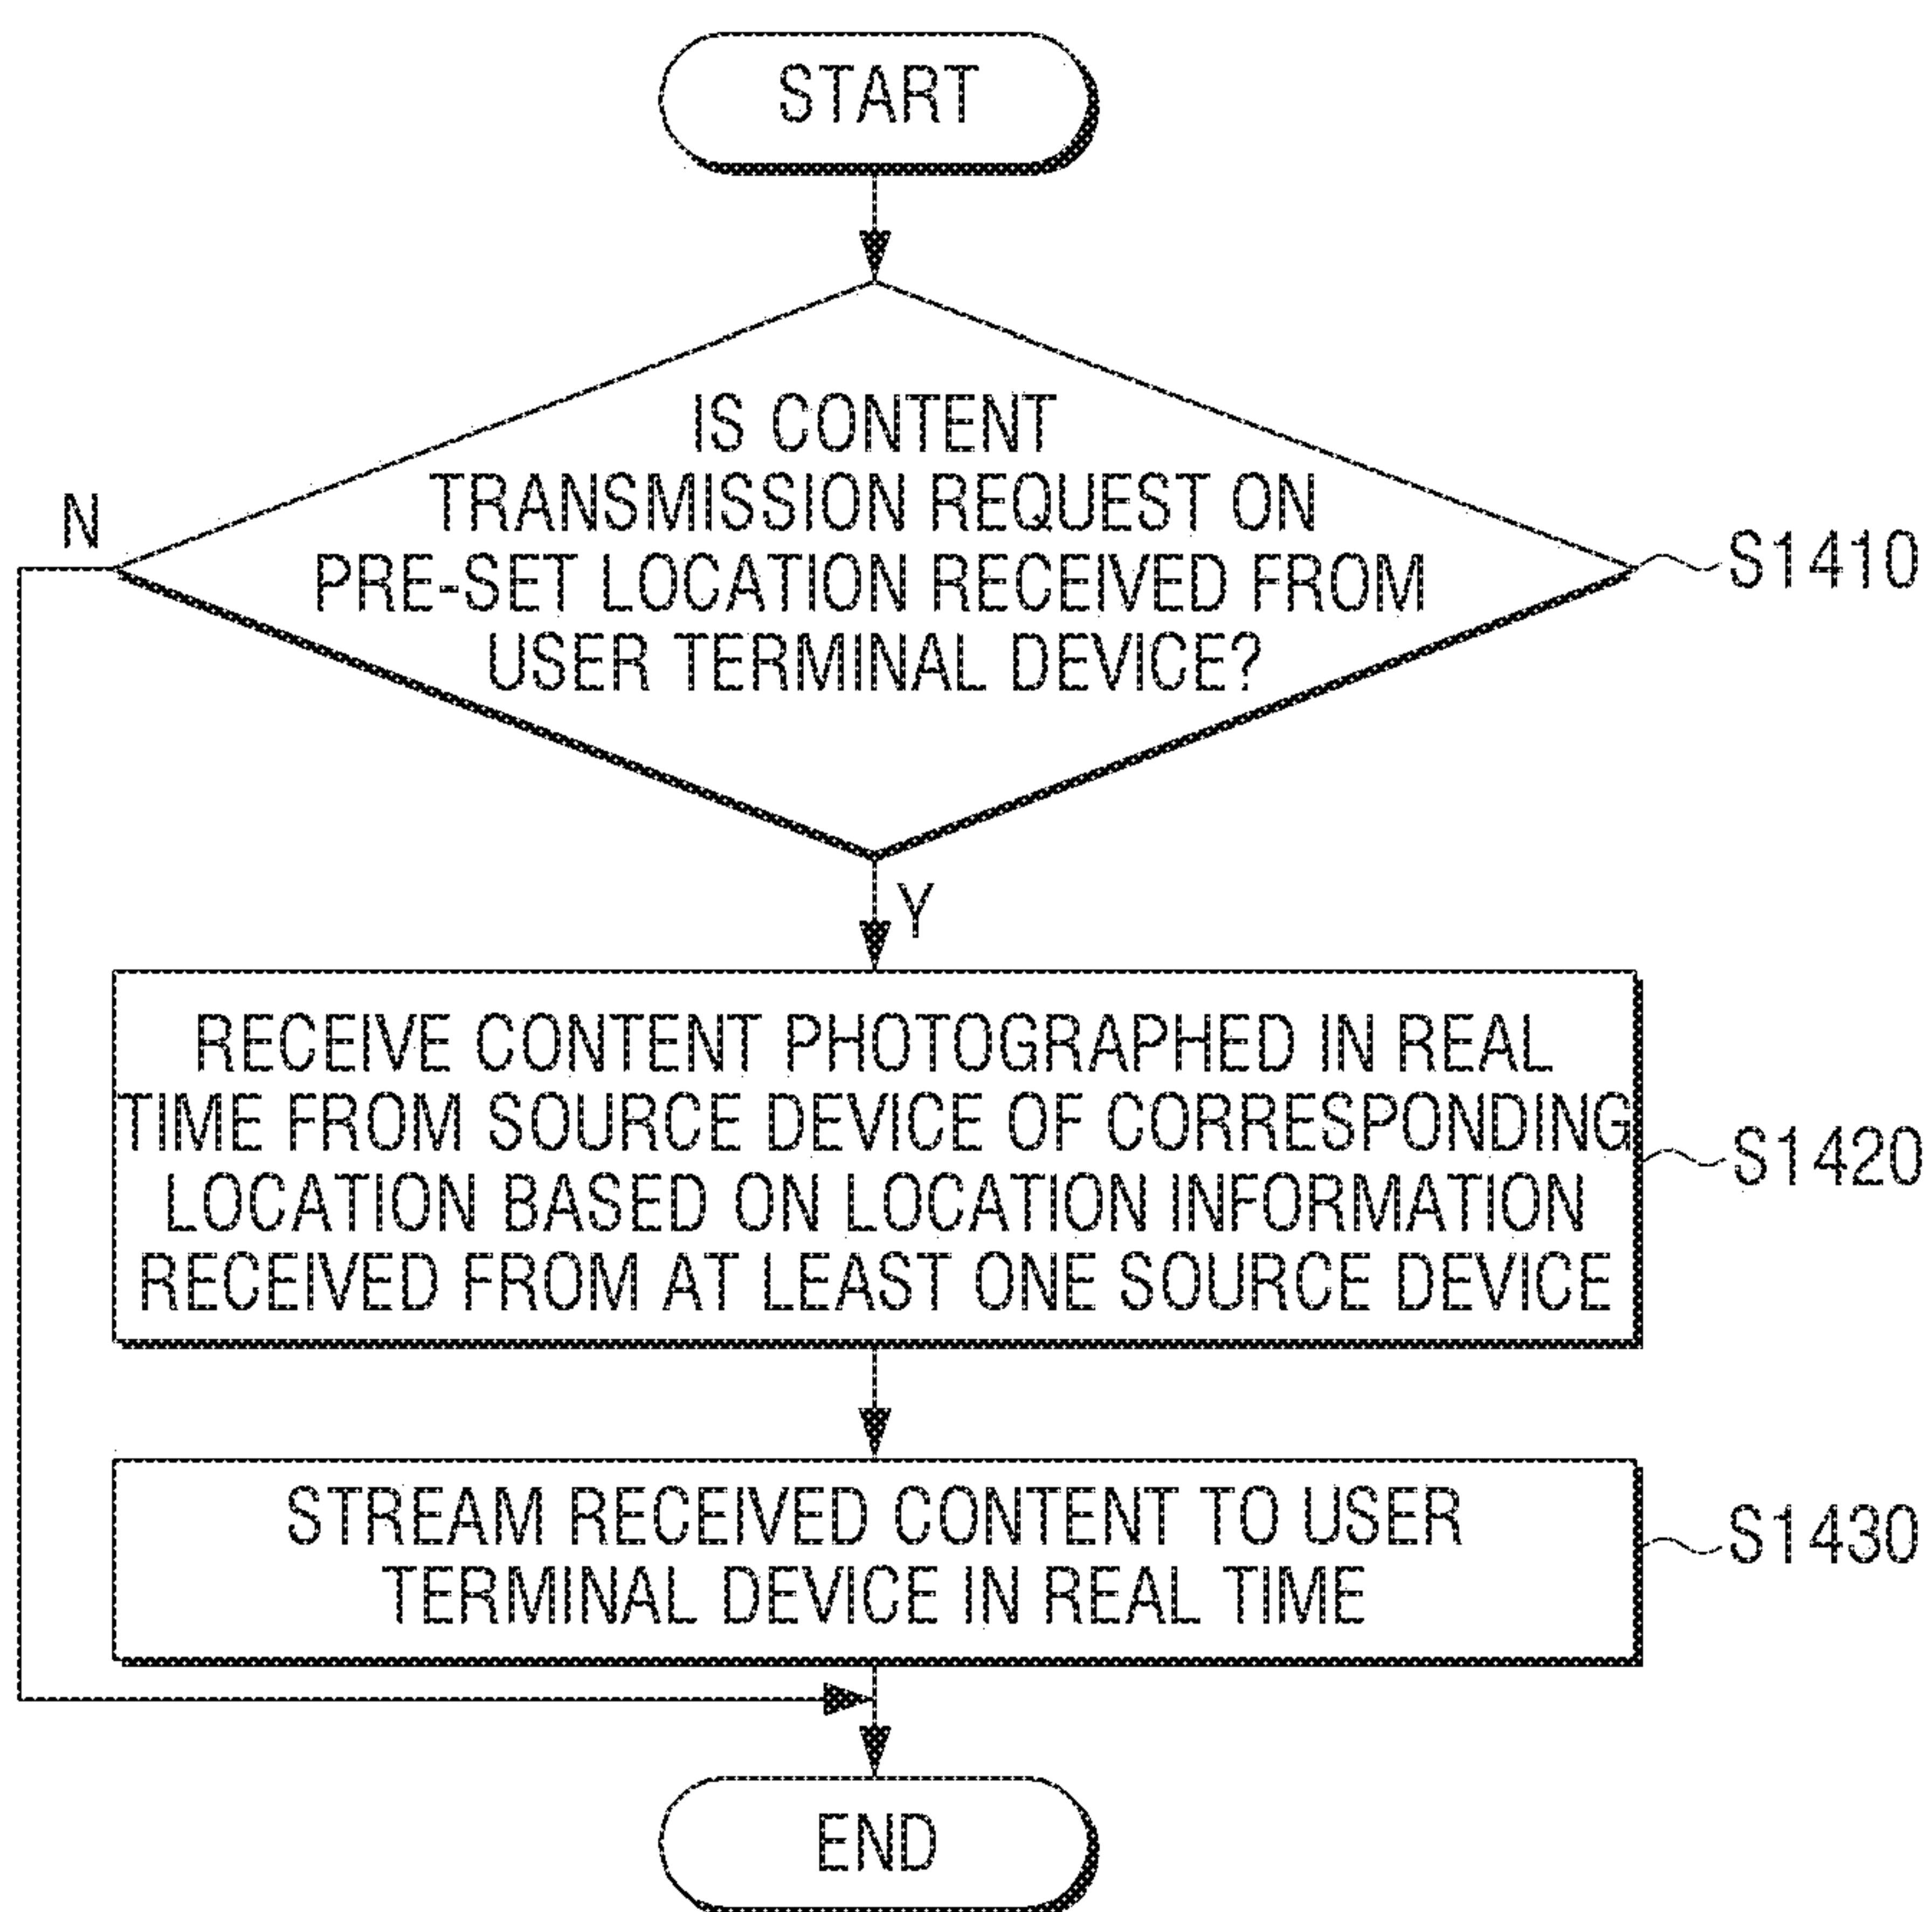 START
IS CONTENT
TRANSMISSION REQUEST ON
PRE-SET LOCATION RECEIVED FROM
USER TERMINAL DEVICE?
N
S1410
Y
RECEIVE CONTENT PHOTOGRAPHED IN REAL
TIME FROM SOURCE DEVICE OF CORRESPONDING
LOCATION BASED ON LOCATION INFORMATION
RECEIVED FROM AT LEAST ONE SOURCE DEVICE
S1420
STREAM RECEIVED CONTENT TO USER
TERMINAL DEVICE IN REAL TIME
S1430
END